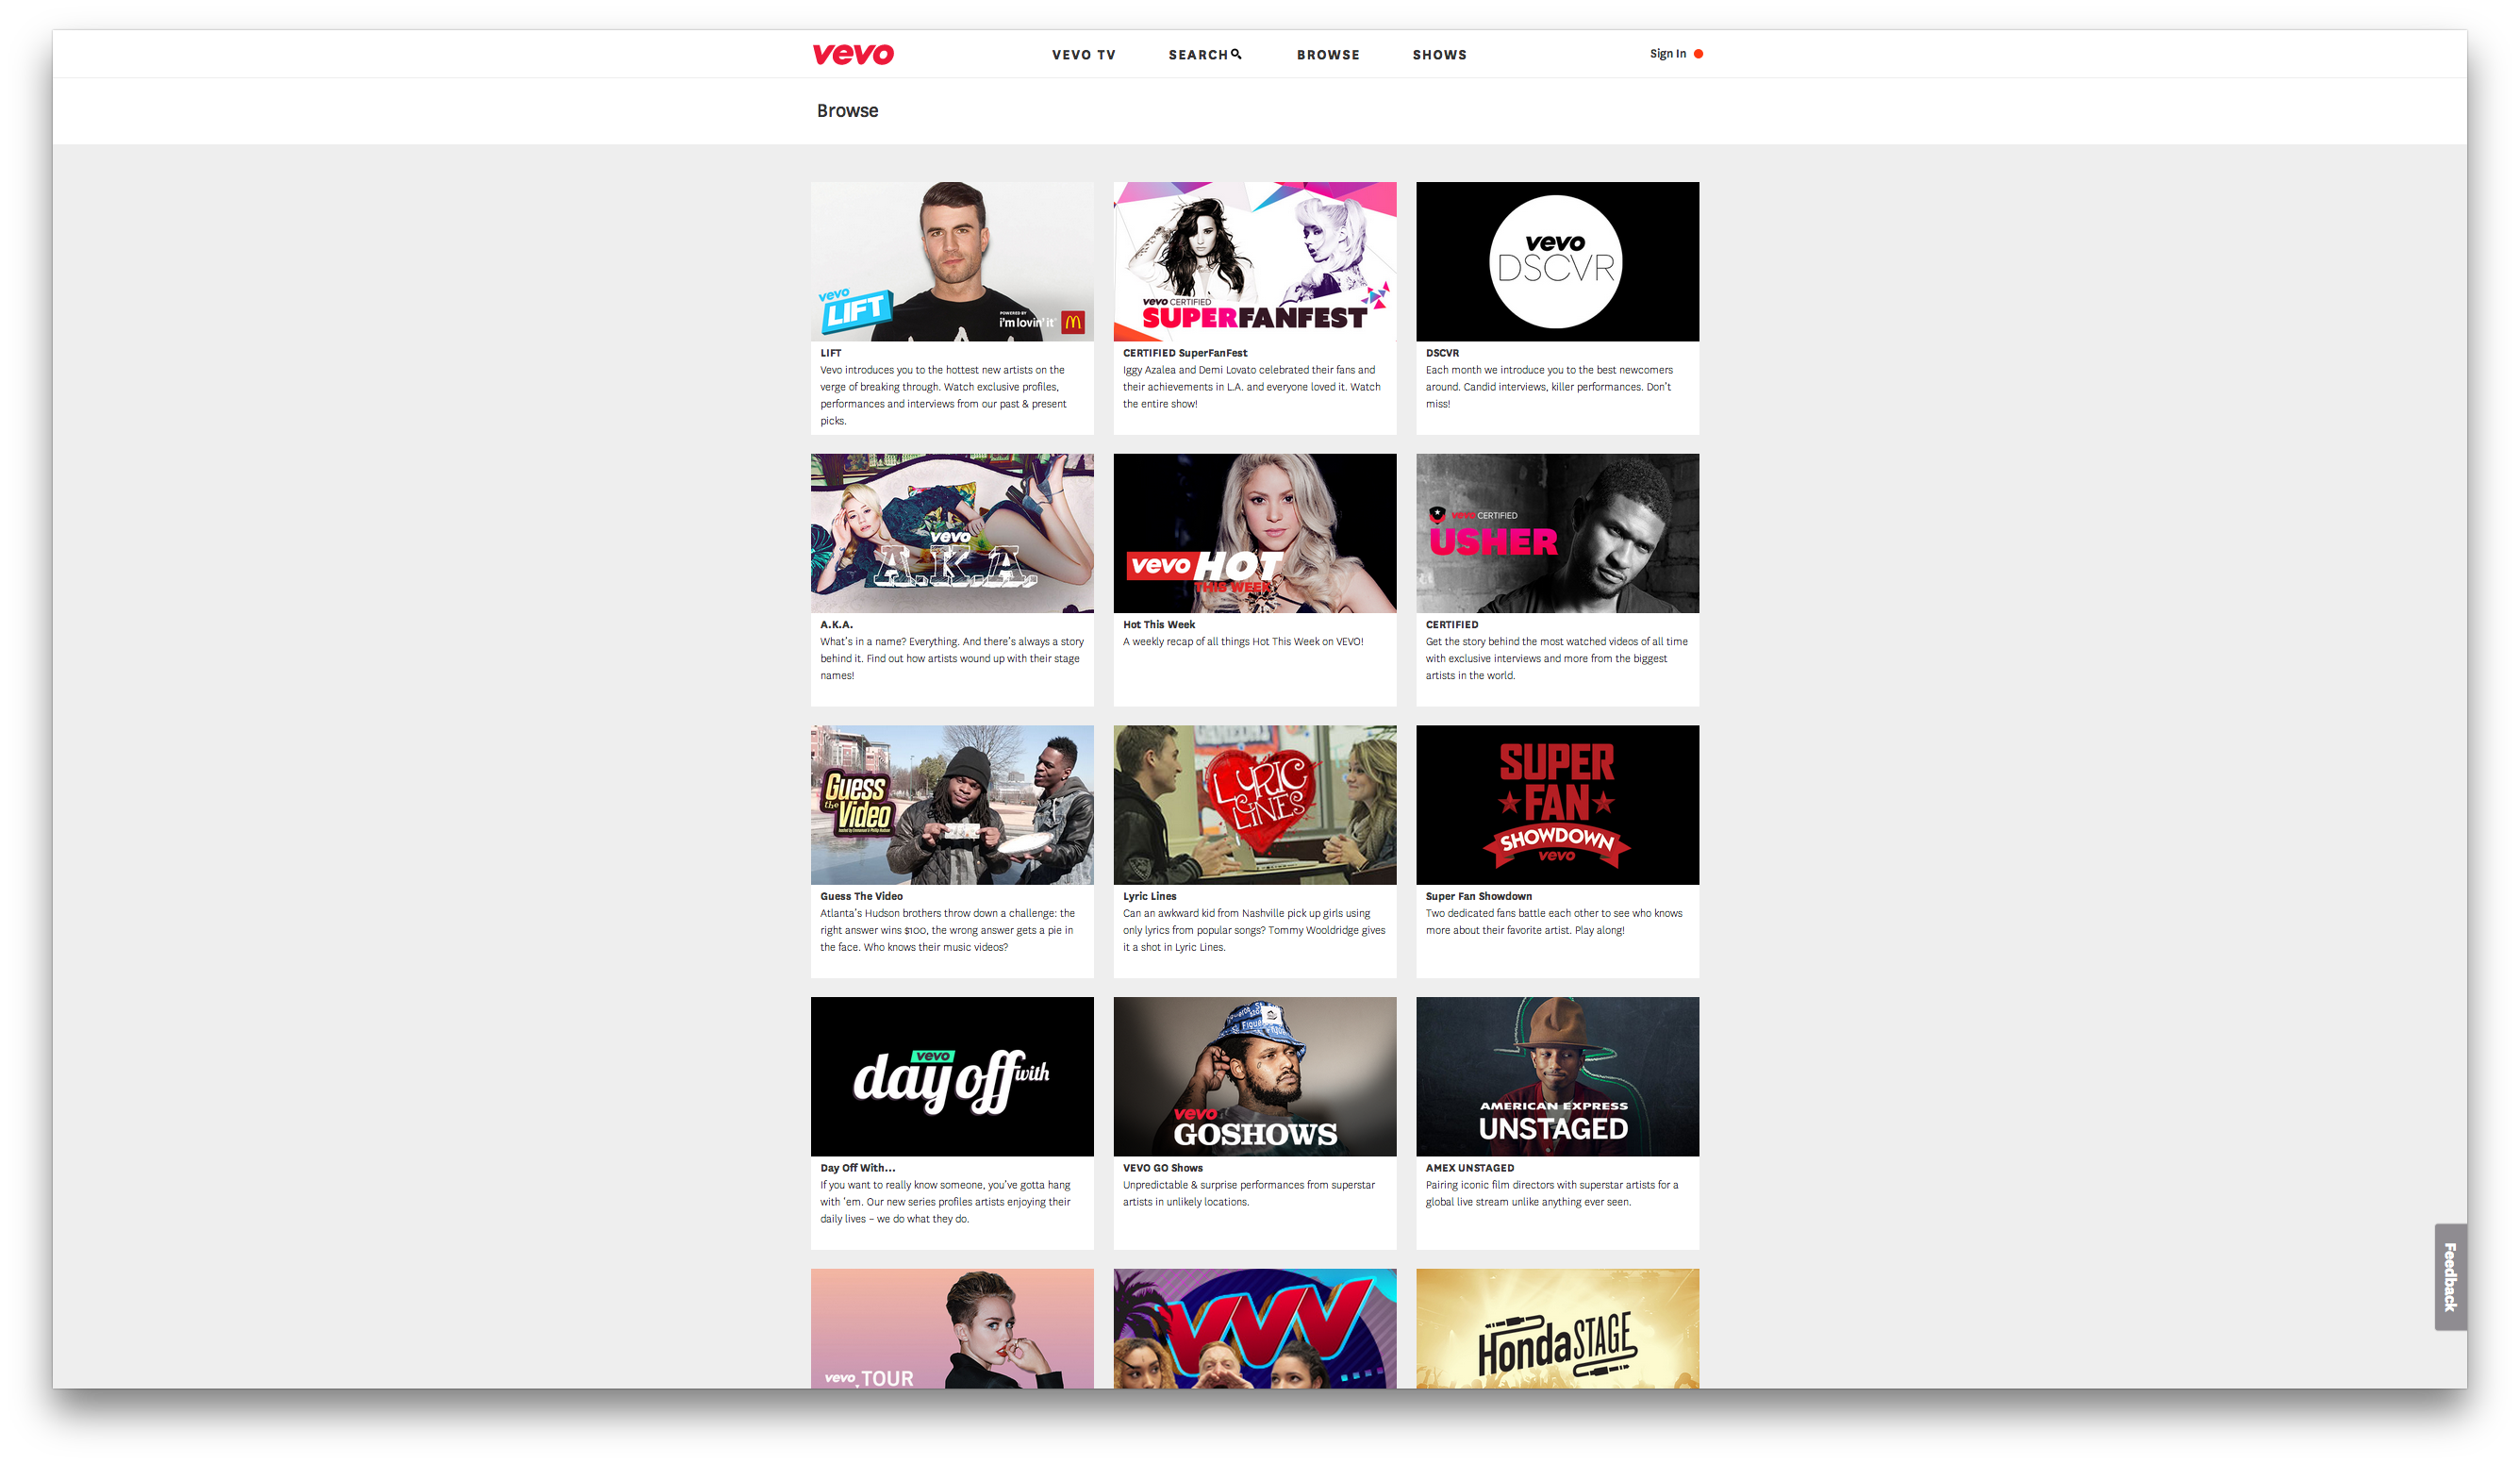 vevo
VEVO TV
SEARCH
BROWSE
SHOWS
Sign In
Browse
vevo
LIFT
POWERED BY
i'm lovin' it
vevo CERTIFIED
SUPERFANFEST
vevo
DSCVR
LIFT
Vevo introduces you to the hottest new artists on the
verge of breaking through. Watch exclusive profiles,
performances and interviews from our past & present
picks.
CERTIFIED SuperFanFest
Iggy Azalea and Demi Lovato celebrated their fans and
their achievements in L.A. and everyone loved it. Watch
the entire show!
DSCVR
Each month we introduce you to the best newcomers
around. Candid interviews, killer performances. Don't
miss!
vevo
A.K.A.
vevo HOT
THIS WEEK
vevo CERTIFIED
USHER
A.K.A.
What's in a name? Everything. And there's always a story
behind it. Find out how artists wound up with their stage
names!
Hot This Week
A weekly recap of all things Hot This Week on VEVO!
CERTIFIED
Get the story behind the most watched videos of all time
with exclusive interviews and more from the biggest
artists in the world.
Guess
the
Video
LYRIC
LINES
SUPER
FAN
SHOWDOWN
vevo
Guess The Video
Atlanta's Hudson brothers throw down a challenge: the
right answer wins $100, the wrong answer gets a pie in
the face. Who knows their music videos?
Lyric Lines
Can an awkward kid from Nashville pick up girls using
only lyrics from popular songs? Tommy Wooldridge gives
it a shot in Lyric Lines.
Super Fan Showdown
Two dedicated fans battle each other to see who knows
more about their favorite artist. Play along!
vevo
day off with
vevo
GOSHOWS
AMERICAN EXPRESS
UNSTAGED
Day Off With...
If you want to really know someone, you've gotta hang
with 'em. Our new series profiles artists enjoying their
daily lives – we do what they do.
VEVO GO Shows
Unpredictable & surprise performances from superstar
artists in unlikely locations.
AMEX UNSTAGED
Pairing iconic film directors with superstar artists for a
global live stream unlike anything ever seen.
Feedback
vevo TOUR
VVV
Honda STAGE